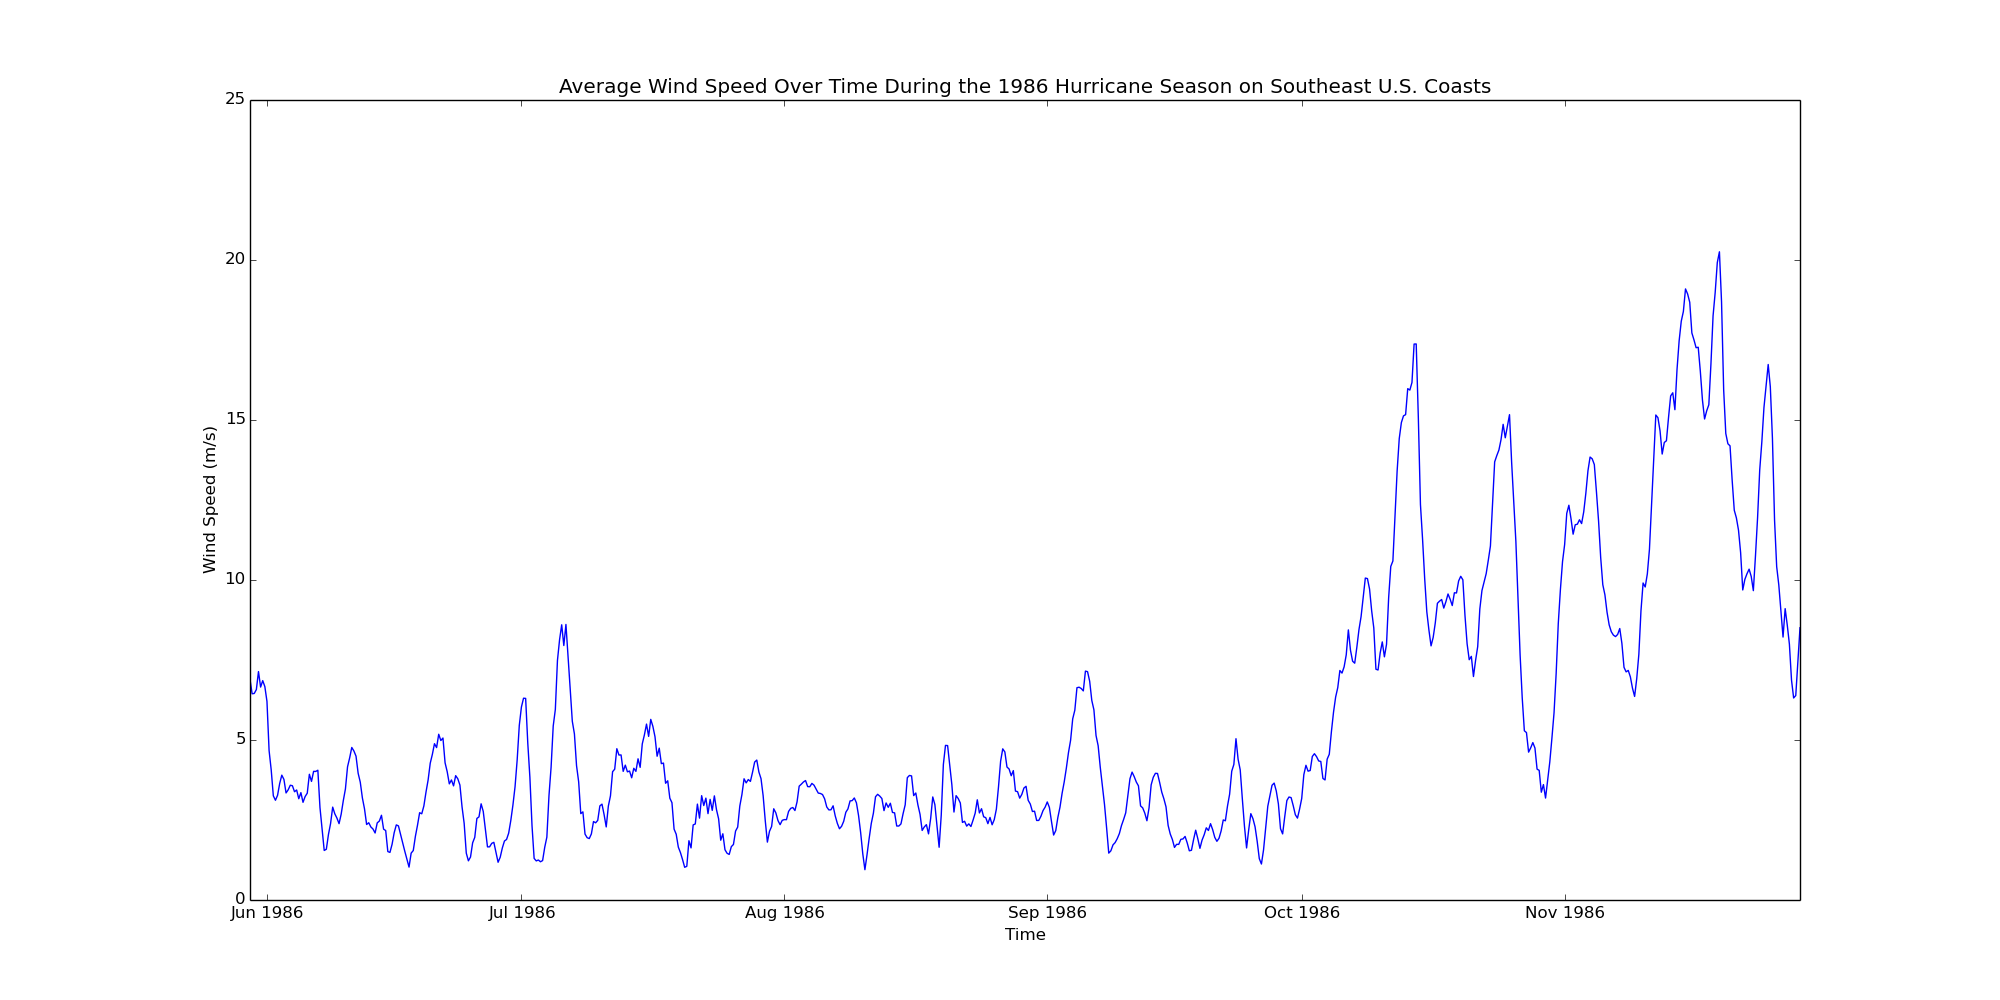 Average Wind Speed Over Time During the 1986 Hurricane Season on Southeast U.S. Coasts
25
20
15
10
5
0
Wind Speed (m/s)
Jun 1986 Jul 1986 Aug 1986 Sep 1986 Oct 1986 Nov 1986
Time